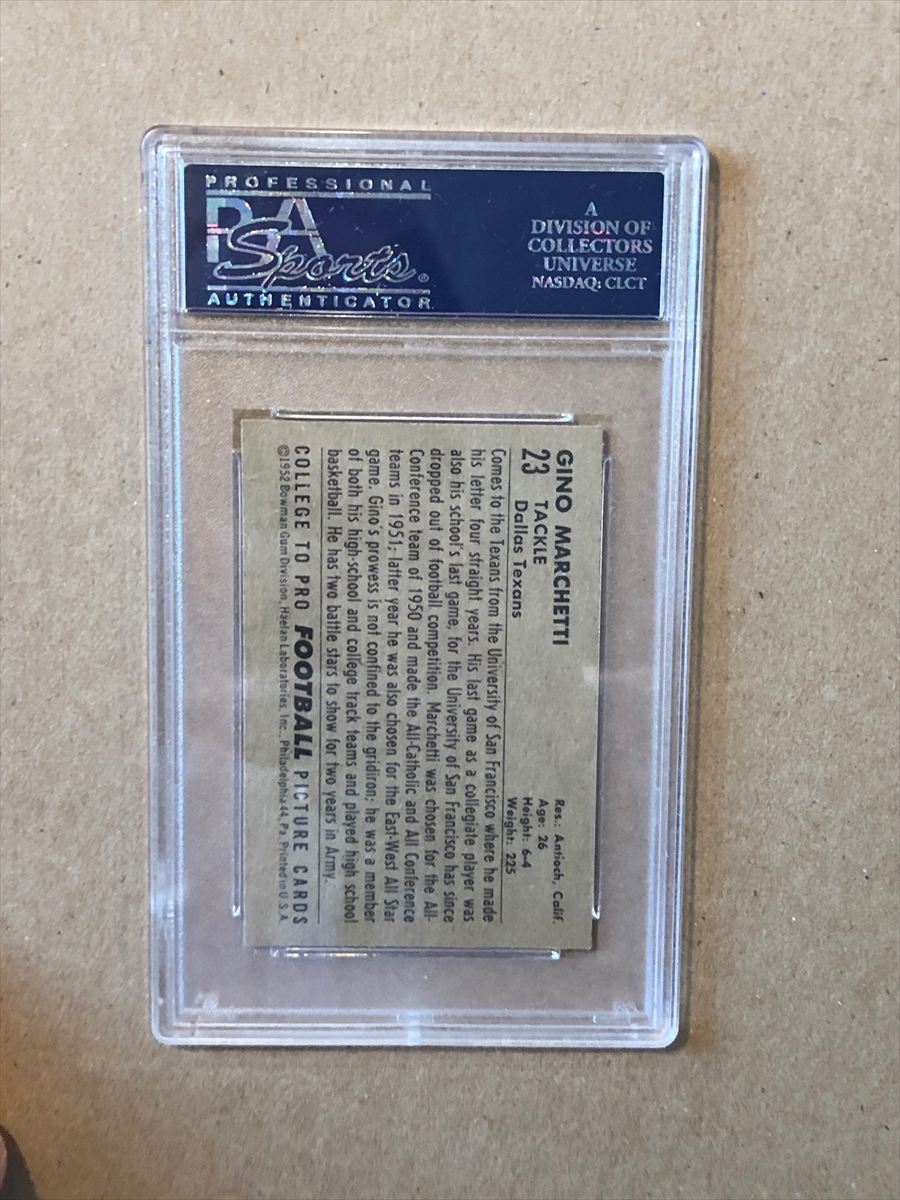 PROFESSIONAL
PSA
Sports®
AUTHENTICATOR
A
DIVISION OF
COLLECTORS
UNIVERSE
NASDAQ: CLCT
GINO MARCHETTI
23 TACKLE
Dallas Texans
Res.: Antioch, Calif.
Age: 26
Height: 6-4
Weight: 225
Comes to the Texans from the University of San Francisco where he made
his letter four straight years. His last game as a collegiate player was
also his school's last game, for the University of San Francisco has since
dropped out of football competition. Marchetti was chosen for the All-
Conference team of 1950 and made the All-Catholic and All Conference
teams in 1951; latter year he was also chosen for the East-West All Star
game. Gino's prowess is not confined to the gridiron; he was a member
of both his high-school and college track teams and played high school
basketball. He has two battle stars to show for two years in Army.
COLLEGE TO PRO FOOTBALL PICTURE CARDS
©1952 Bowman Gum Division, Haelan Laboratories, Inc., Philadelphia 44, Pa. Printed in U.S.A.